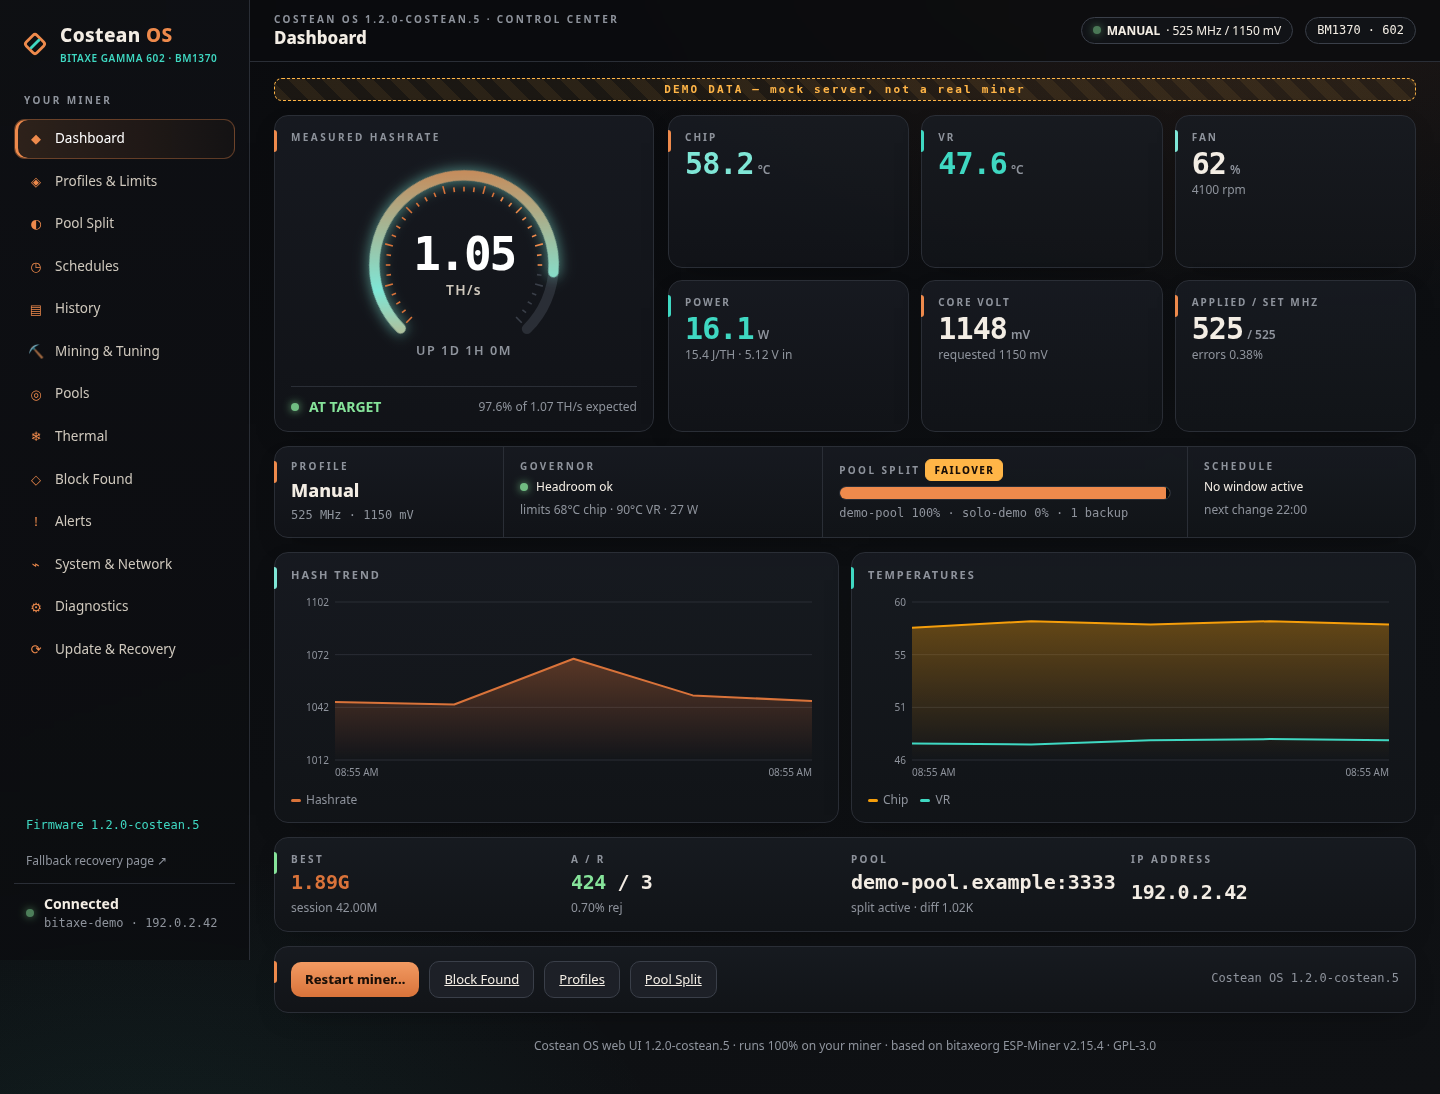 Costean OS
BITAXE GAMMA 602 · BM1370
YOUR MINER
Dashboard
Profiles & Limits
Pool Split
Schedules
History
Mining & Tuning
Pools
Thermal
Block Found
Alerts
System & Network
Diagnostics
Update & Recovery
Firmware 1.2.0-costean.5
Fallback recovery page ↗
Connected
bitaxe-demo · 192.0.2.42
COSTEAN OS 1.2.0-COSTEAN.5 · CONTROL CENTER
Dashboard
MANUAL · 525 MHz / 1150 mV
BM1370 · 602
DEMO DATA — mock server, not a real miner
MEASURED HASHRATE
1.05
TH/s
UP 1D 1H 0M
AT TARGET
97.6% of 1.07 TH/s expected
CHIP
58.2 °C
VR
47.6 °C
FAN
62 %
4100 rpm
POWER
16.1 W
15.4 J/TH · 5.12 V in
CORE VOLT
1148 mV
requested 1150 mV
APPLIED / SET MHZ
525 / 525
errors 0.38%
PROFILE
Manual
525 MHz · 1150 mV
GOVERNOR
Headroom ok
limits 68°C chip · 90°C VR · 27 W
POOL SPLIT FAILOVER
demo-pool 100% · solo-demo 0% · 1 backup
SCHEDULE
No window active
next change 22:00
HASH TREND
1102
1072
1042
1012
08:55 AM 08:55 AM
Hashrate
TEMPERATURES
60
55
51
46
08:55 AM 08:55 AM
Chip VR
BEST
1.89G
session 42.00M
A / R
424 / 3
0.70% rej
POOL
demo-pool.example:3333
split active · diff 1.02K
IP ADDRESS
192.0.2.42
Restart miner...
Block Found
Profiles
Pool Split
Costean OS 1.2.0-costean.5
Costean OS web UI 1.2.0-costean.5 · runs 100% on your miner · based on bitaxeorg ESP-Miner v2.15.4 · GPL-3.0